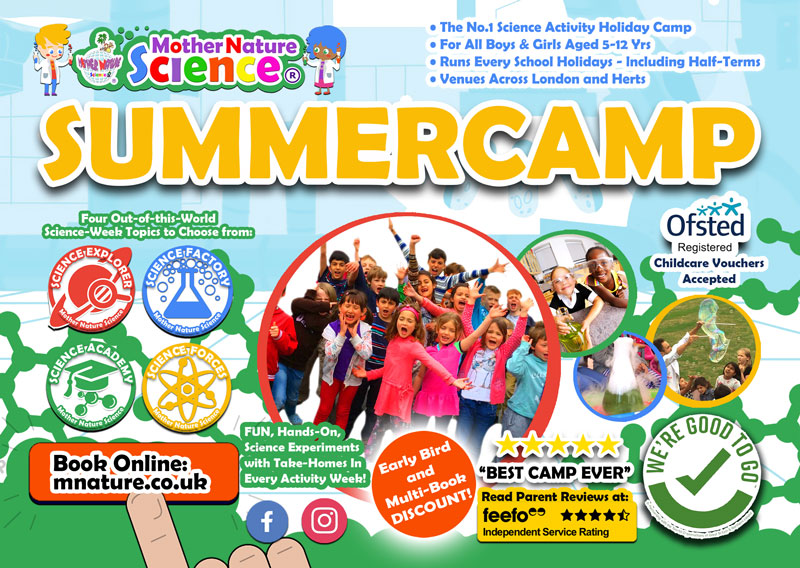 Mother Nature
Science®
MOTHER NATURE
Science
• The No.1 Science Activity Holiday Camp
• For All Boys & Girls Aged 5-12 Yrs
• Runs Every School Holidays - Including Half-Terms
• Venues Across London and Herts
SUMMERCAMP
Four Out-of-this-World
Science-Week Topics to Choose from:
SCIENCE EXPLORER
Mother Nature Science
SCIENCE FACTORY
Mother Nature Science
SCIENCE ACADEMY
Mother Nature Science
SCIENCE FORCES
Mother Nature Science
Ofsted
Registered
Childcare Vouchers
Accepted
Book Online:
mnature.co.uk
FUN, Hands-On,
Science Experiments
with Take-Homes In
Every Activity Week!
Early Bird
and
Multi-Book
DISCOUNT!
"BEST CAMP EVER"
Read Parent Reviews at:
feefo
Independent Service Rating
WE'RE GOOD TO GO